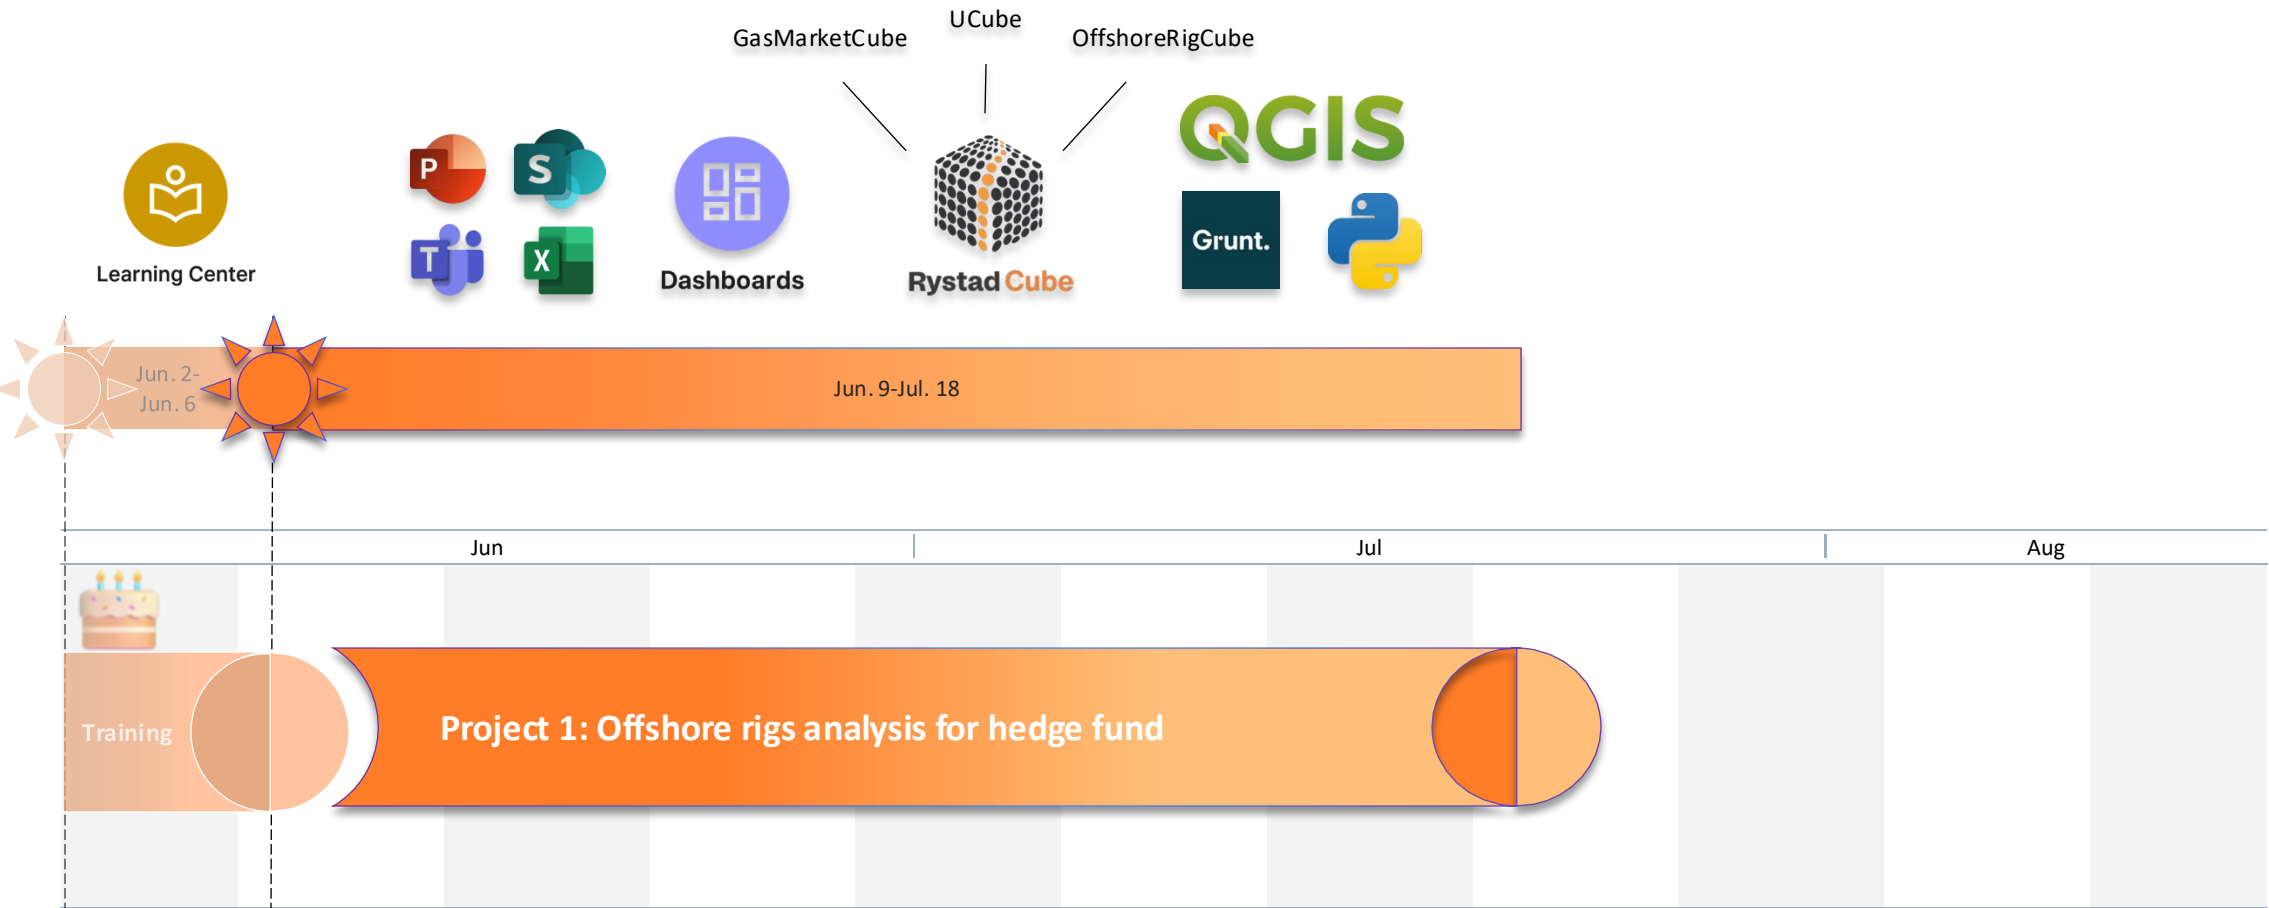 UCube
GasMarketCube
OffshoreRigCube
QGIS
P
S
T
X
Grunt.
Learning Center
Dashboards
Rystad Cube
Jun. 2-
Jun. 6
Jun. 9-Jul. 18
Jun
Jul
Aug
Training
Project 1: Offshore rigs analysis for hedge fund